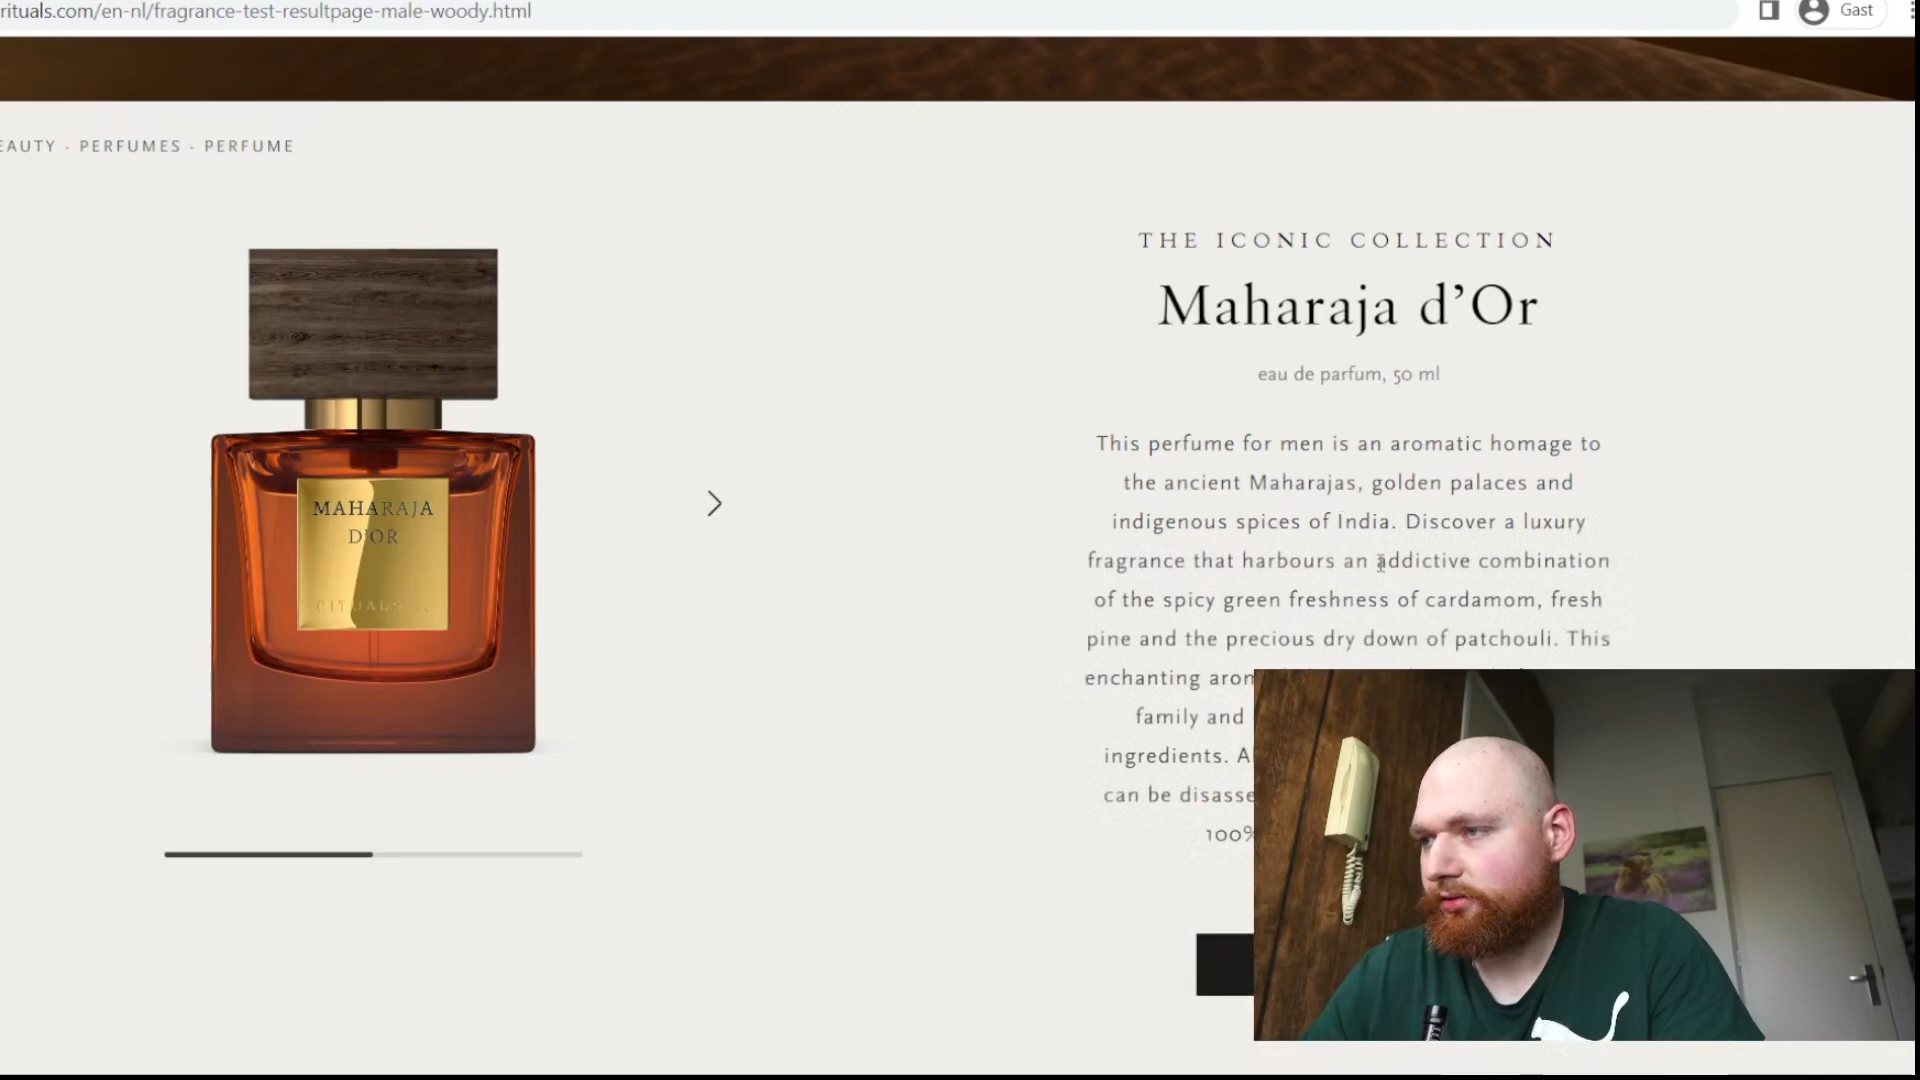 rituals.com/en-nl/fragrance-test-resultpage-male-woody.html
Gast
EAUTY - PERFUMES - PERFUME
THE ICONIC COLLECTION
Maharaja d’Or
eau de parfum, 50 ml
This perfume for men is an aromatic homage to
the ancient Maharajas, golden palaces and
indigenous spices of India. Discover a luxury
fragrance that harbours an addictive combination
of the spicy green freshness of cardamom, fresh
pine and the precious dry down of patchouli. This
enchanting aron
family and
ingredients. A
can be disasse
100%
MAHARAJA
D'OR
RITUALS...